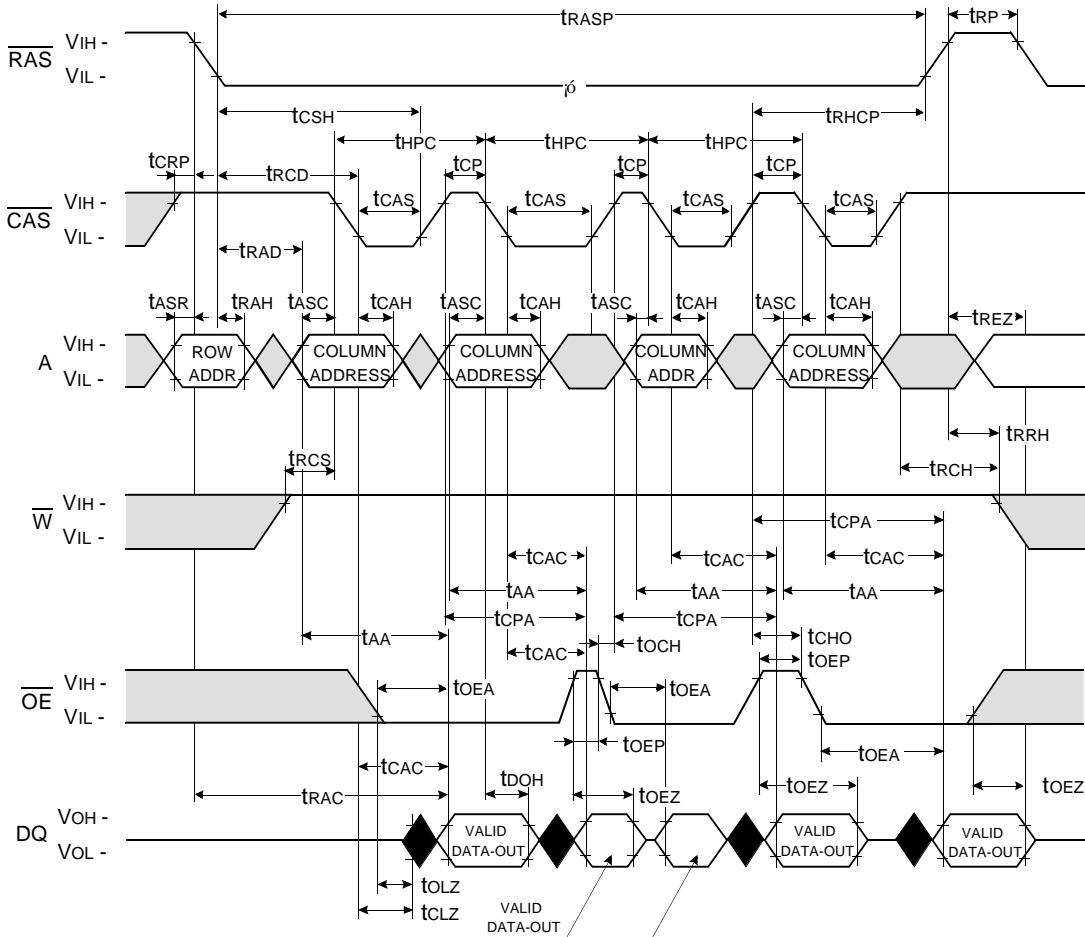 tRASP
tRP
RAS
VIH -
VIL -
¡ó
tCSH
tRHCP
tHPC
tHPC
tHPC
tCRP
tRCD
tCP
tCP
tCP
CAS
VIH -
VIL -
tCAS
tCAS
tCAS
tCAS
tRAD
tASR
tRAH
tASC
tCAH
tASC
tCAH
tASC
tCAH
tASC
tCAH
tREZ
A
VIH -
VIL -
ROW
ADDR
COLUMN
ADDRESS
COLUMN
ADDRESS
COLUMN
ADDR
COLUMN
ADDRESS
tRRH
tRCS
tRCH
W
VIH -
VIL -
tCPA
tCAC
tCAC
tCAC
tAA
tAA
tAA
tCPA
tCPA
tAA
tCAC
tOCH
tCHO
tOEP
OE
VIH -
VIL -
tOEA
tOEA
tOEP
tOEA
tCAC
tDOH
tOEZ
tOEZ
tOEZ
tRAC
DQ
VOH -
VOL -
VALID
DATA-OUT
VALID
DATA-OUT
VALID
DATA-OUT
tOLZ
tCLZ
VALID
DATA-OUT